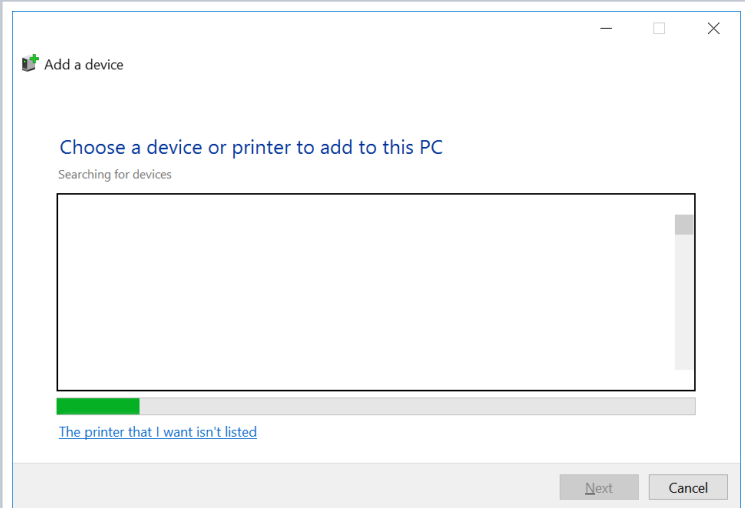 Add a device
Choose a device or printer to add to this PC
Searching for devices
The printer that I want isn't listed
Next
Cancel